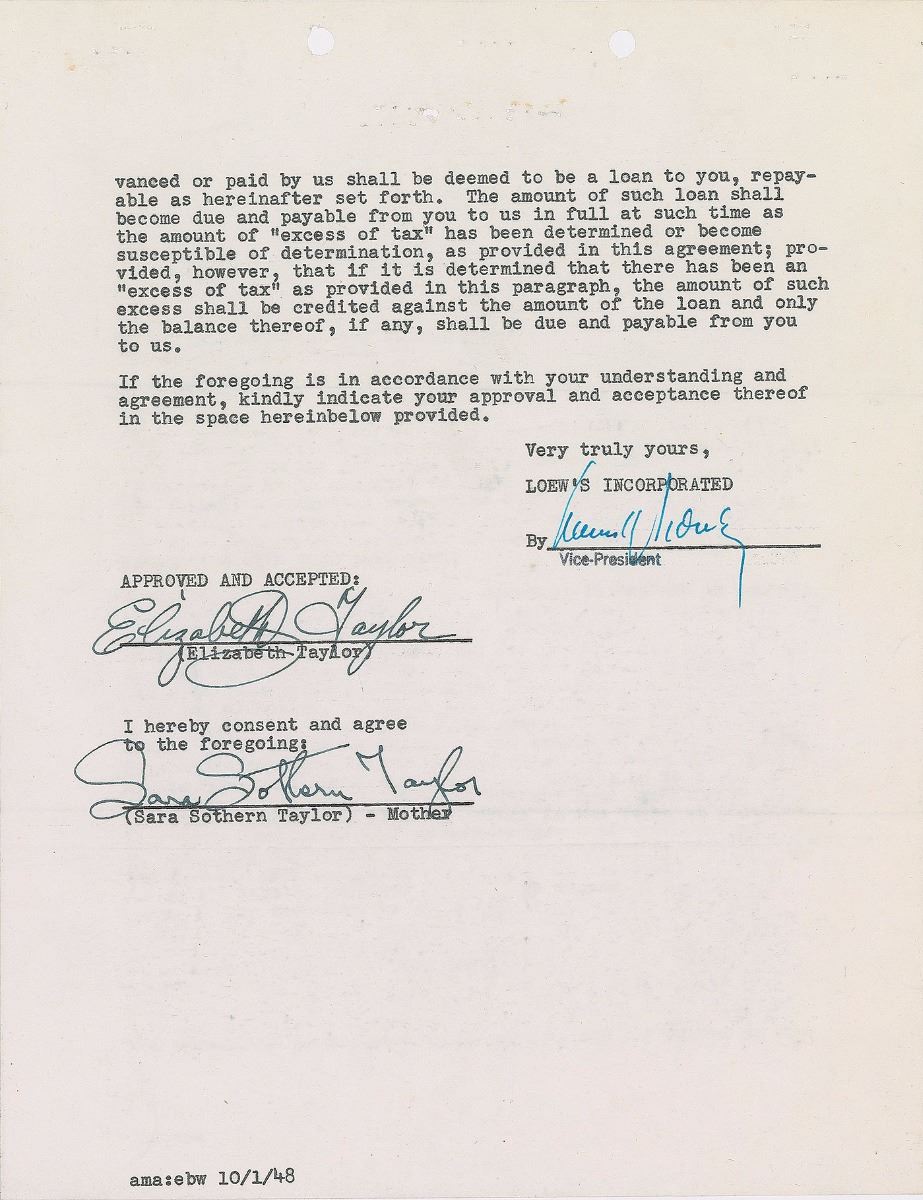 vanced or paid by us shall be deemed to be a loan to you, repay-
able as hereinafter set forth.  The amount of such loan shall
become due and payable from you to us in full at such time as
the amount of "excess of tax" has been determined or become
susceptible of determination, as provided in this agreement; pro-
vided, however, that if it is determined that there has been an
"excess of tax" as provided in this paragraph, the amount of such
excess shall be credited against the amount of the loan and only
the balance thereof, if any, shall be due and payable from you
to us.
If the foregoing is in accordance with your understanding and
agreement, kindly indicate your approval and acceptance thereof
in the space hereinbelow provided.
Very truly yours,
LOEW'S INCORPORATED
By
Vice-President
APPROVED AND ACCEPTED:
Elizabeth Taylor
(Elizabeth Taylor)
I hereby consent and agree
to the foregoing:
Sara Sothern Taylor
(Sara Sothern Taylor) - Mother
ama:ebw 10/1/48